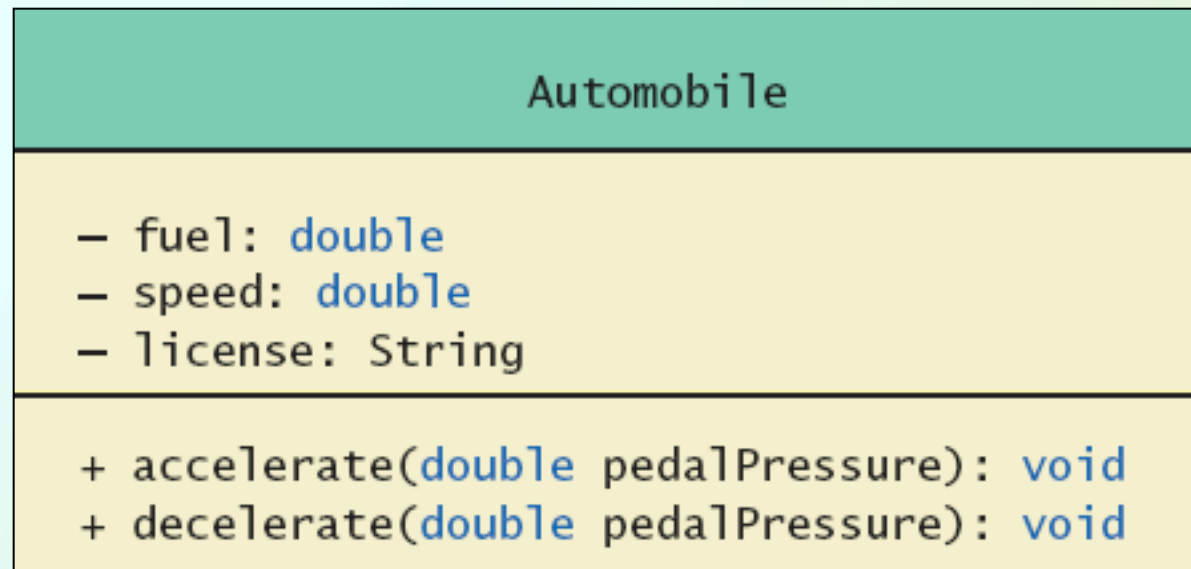 Automobile
– fuel: double
– speed: double
– license: String
+ accelerate(double pedalPressure): void
+ decelerate(double pedalPressure): void